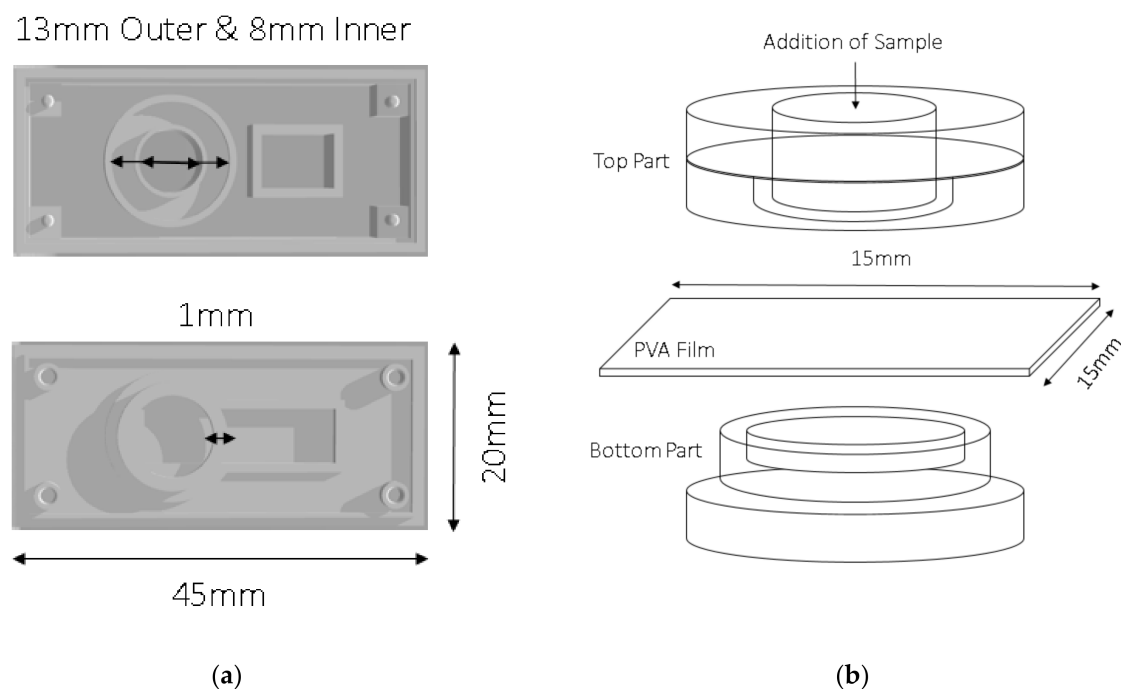 13mm Outer & 8mm Inner
1mm
20mm
45mm
(a)
Addition of Sample
Top Part
15mm
PVA Film
15mm
Bottom Part
(b)